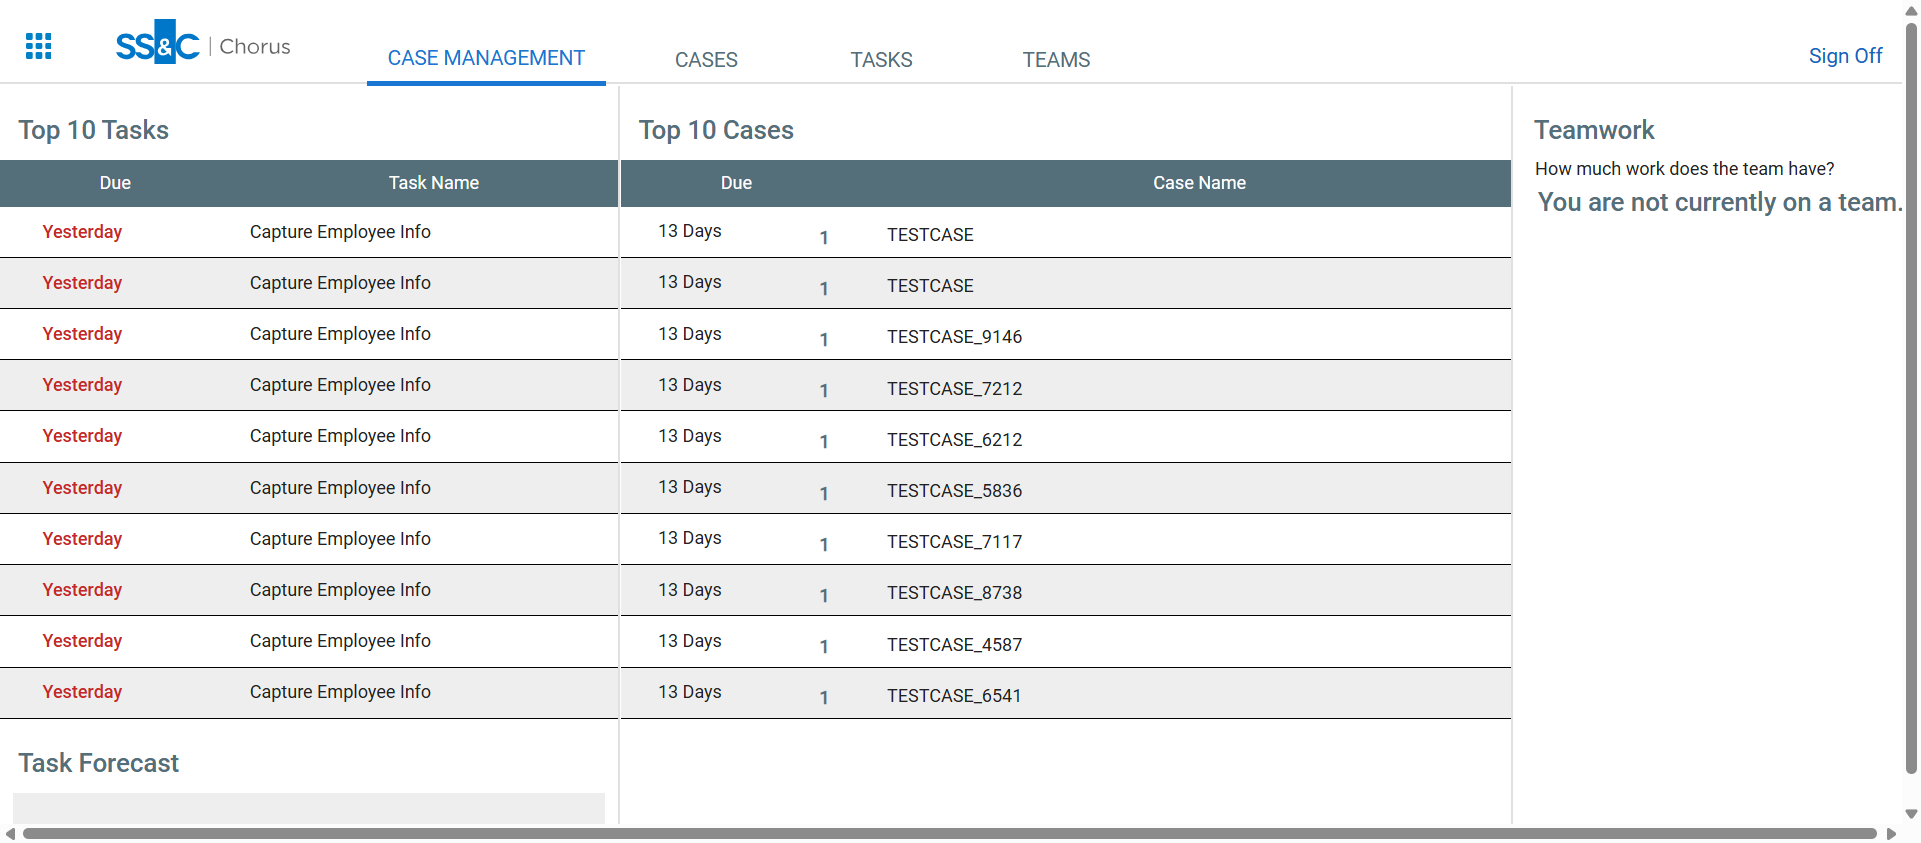 SS&C | Chorus
CASE MANAGEMENT
CASES
TASKS
TEAMS
Sign Off
Top 10 Tasks
Due Task Name
Yesterday Capture Employee Info
Yesterday Capture Employee Info
Yesterday Capture Employee Info
Yesterday Capture Employee Info
Yesterday Capture Employee Info
Yesterday Capture Employee Info
Yesterday Capture Employee Info
Yesterday Capture Employee Info
Yesterday Capture Employee Info
Yesterday Capture Employee Info
Task Forecast
Top 10 Cases
Due Case Name
13 Days 1 TESTCASE
13 Days 1 TESTCASE
13 Days 1 TESTCASE_9146
13 Days 1 TESTCASE_7212
13 Days 1 TESTCASE_6212
13 Days 1 TESTCASE_5836
13 Days 1 TESTCASE_7117
13 Days 1 TESTCASE_8738
13 Days 1 TESTCASE_4587
13 Days 1 TESTCASE_6541
Teamwork
How much work does the team have?
You are not currently on a team.